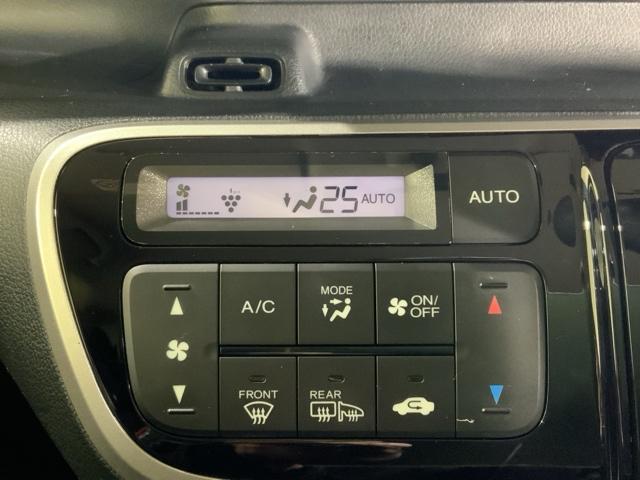 25 AUTO
AUTO
A/C
MODE
ON/
OFF
FRONT
REAR